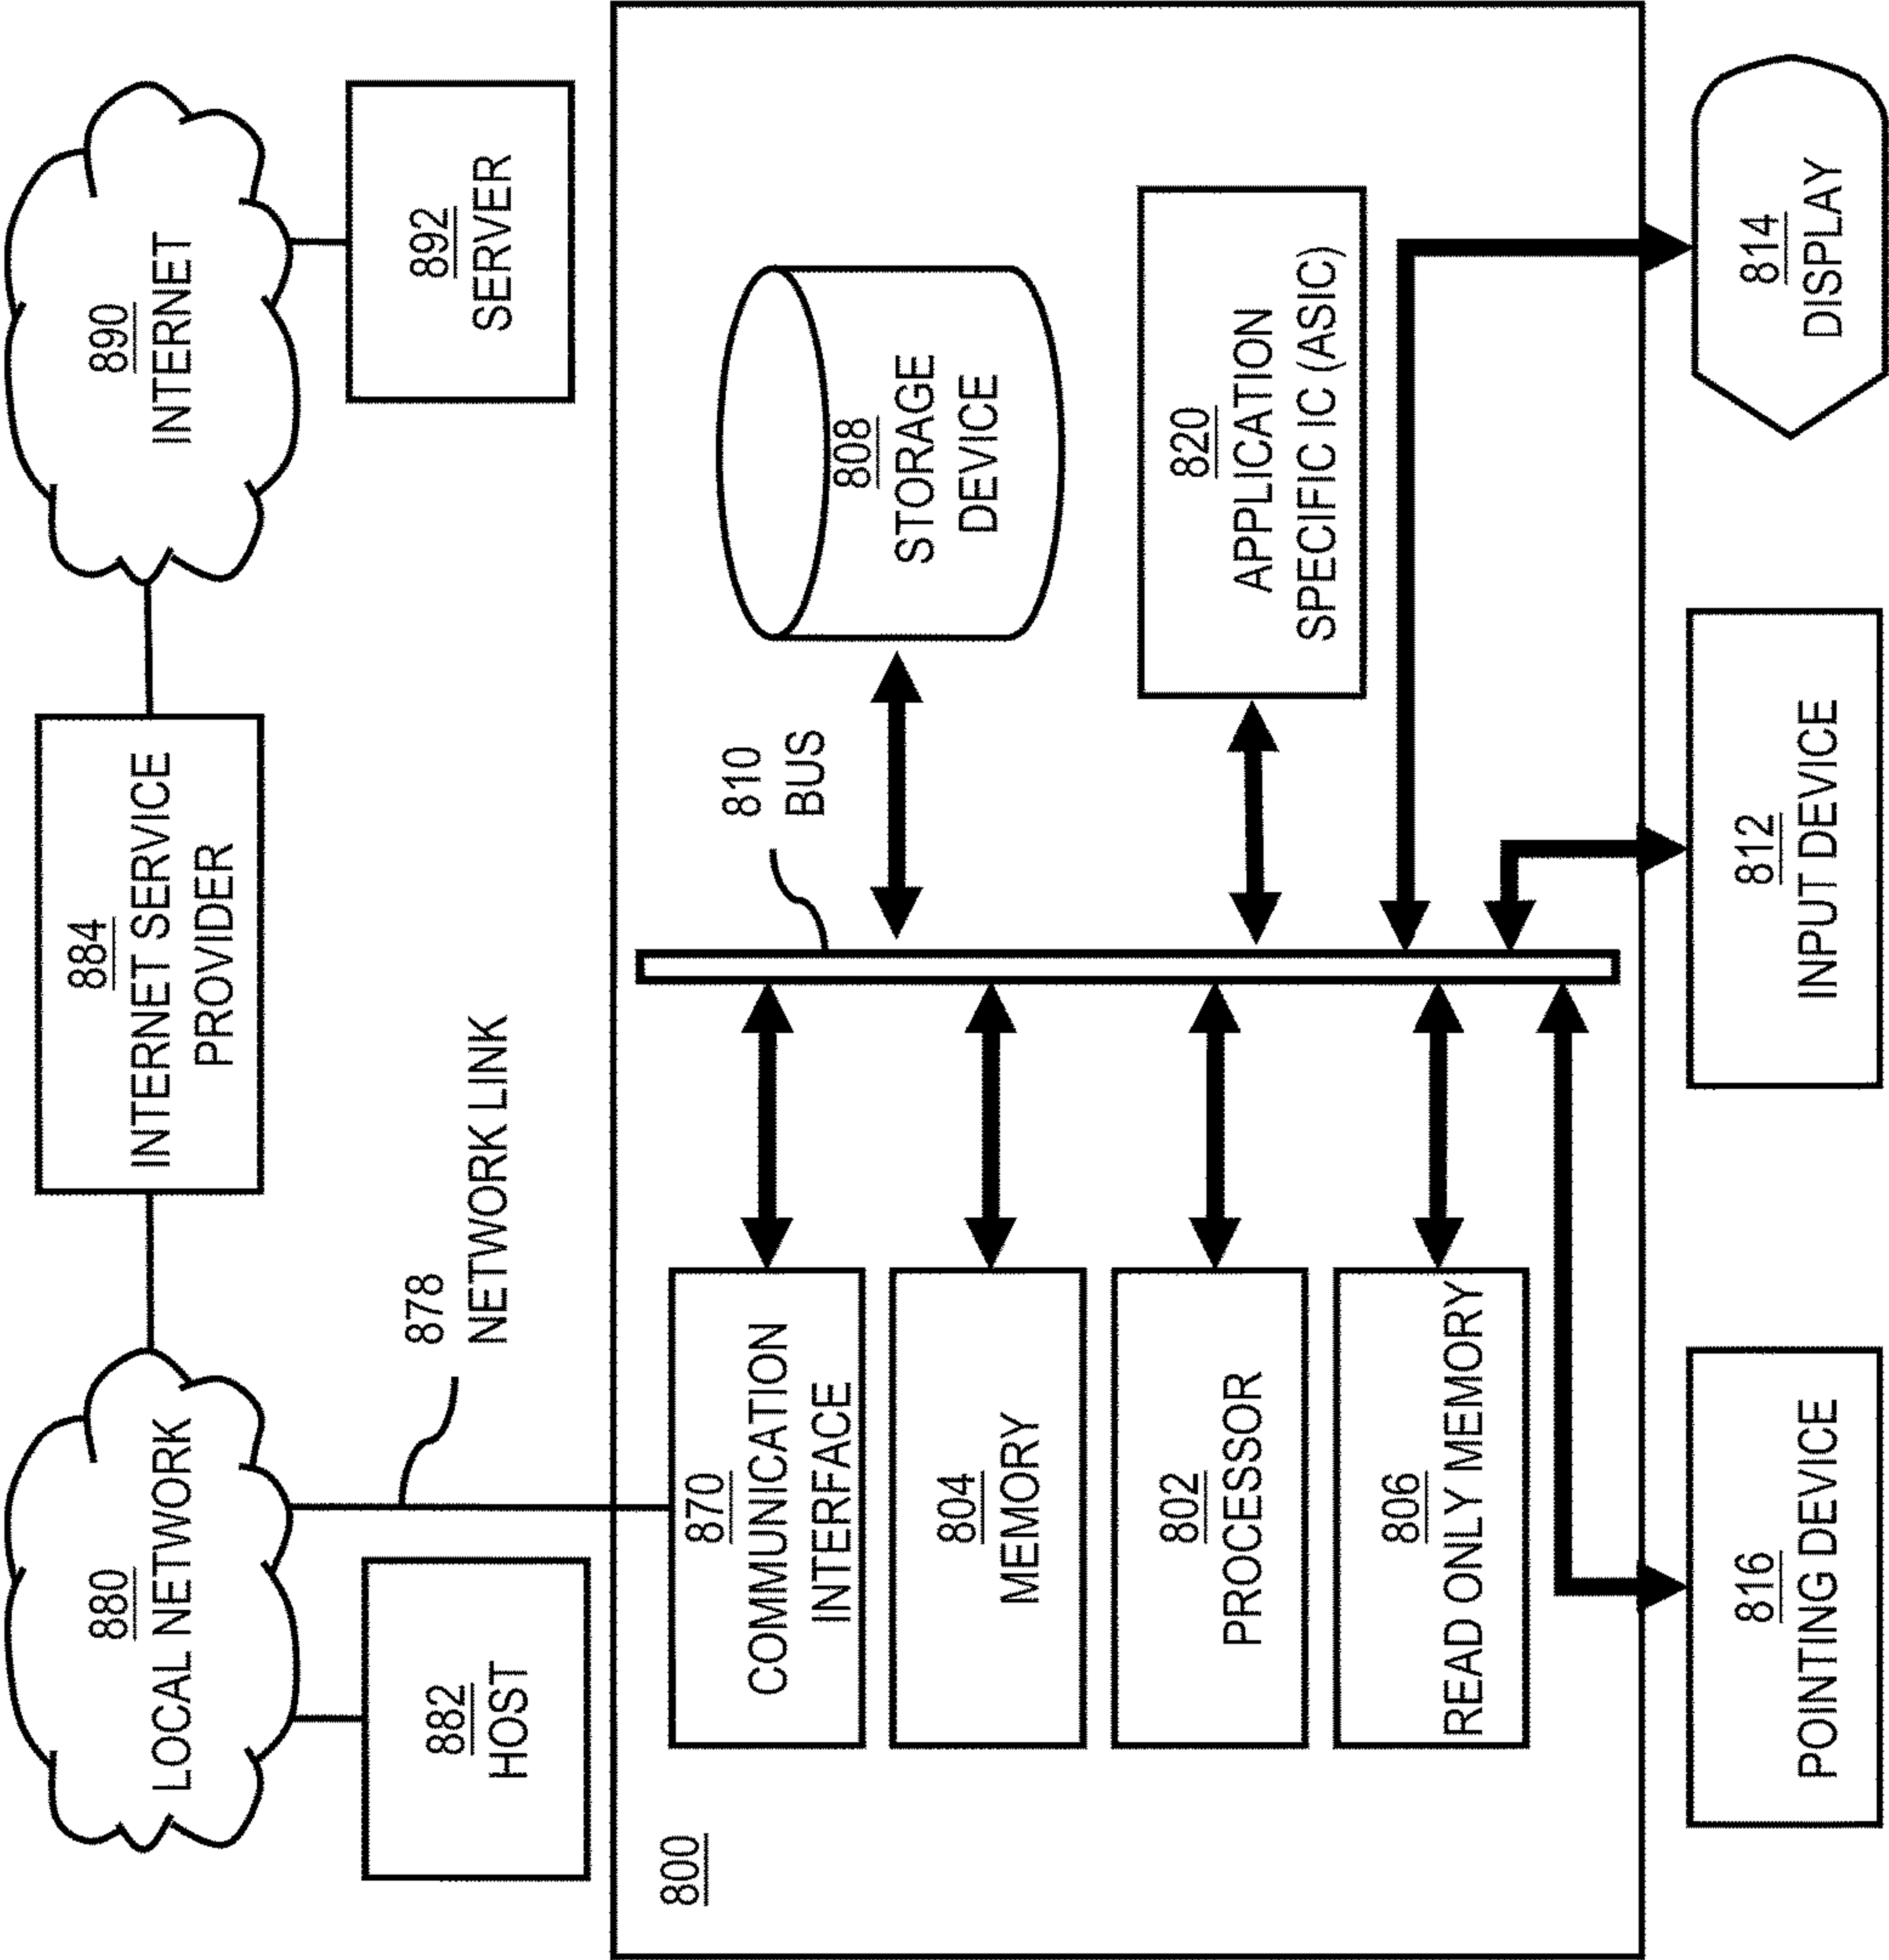 880
LOCAL NETWORK
884
INTERNET SERVICE
PROVIDER
890
INTERNET
882
HOST
878
NETWORK LINK
892
SERVER
800
870
COMMUNICATION
INTERFACE
810
BUS
808
STORAGE
DEVICE
804
MEMORY
802
PROCESSOR
820
APPLICATION
SPECIFIC IC (ASIC)
806
READ ONLY MEMORY
816
POINTING DEVICE
812
INPUT DEVICE
814
DISPLAY